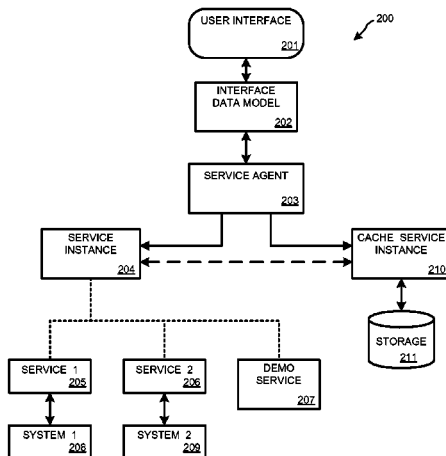 200
USER INTERFACE
201
INTERFACE
DATA MODEL
202
SERVICE AGENT
203
SERVICE
INSTANCE
204
CACHE SERVICE
INSTANCE
210
STORAGE
211
SERVICE 1
205
SERVICE 2
206
DEMO
SERVICE
207
SYSTEM 1
208
SYSTEM 2
209